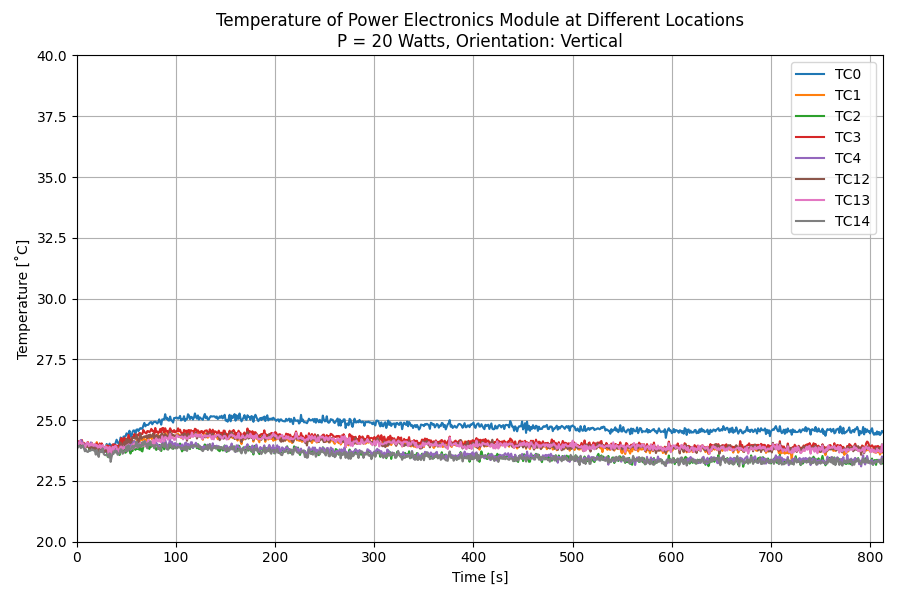 Temperature of Power Electronics Module at Different Locations
P = 20 Watts, Orientation: Vertical
Temperature [˚C]
40.0
37.5
35.0
32.5
30.0
27.5
25.0
22.5
20.0
TC0
TC1
TC2
TC3
TC4
TC12
TC13
TC14
0 100 200 300 400 500 600 700 800
Time [s]